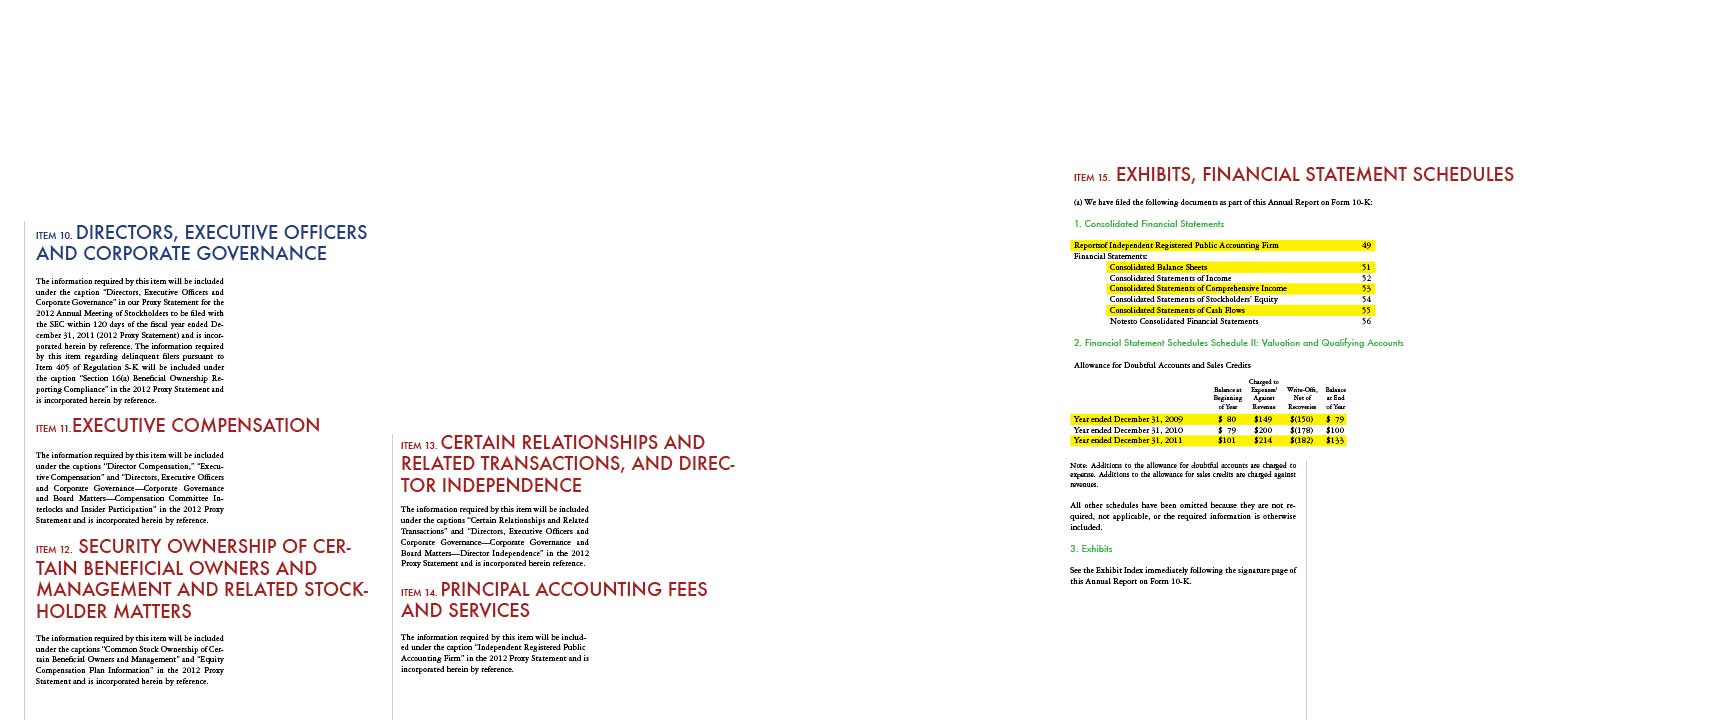 ITEM 10. DIRECTORS, EXECUTIVE OFFICERS
AND CORPORATE GOVERNANCE
The information required by this item will be included
under the caption “Directors, Executive Officers and
Corporate Governance” in our Proxy Statement for the
2012 Annual Meeting of Stockholders to be filed with
the SEC within 120 days of the fiscal year ended De-
cember 31, 2011 (2012 Proxy Statement) and is incor-
porated herein by reference. The information required
by this item regarding delinquent filers pursuant to
Item 405 of Regulation S-K will be included under
the caption “Section 16(a) Beneficial Ownership Re-
porting Compliance” in the 2012 Proxy Statement and
is incorporated herein by reference.
ITEM 11. EXECUTIVE COMPENSATION
The information required by this item will be included
under the captions “Director Compensation,” “Execu-
tive Compensation” and “Directors, Executive Officers
and Corporate Governance—Corporate Governance
and Board Matters—Compensation Committee In-
terlocks and Insider Participation” in the 2012 Proxy
Statement and is incorporated herein by reference.
ITEM 12. SECURITY OWNERSHIP OF CER-
TAIN BENEFICIAL OWNERS AND
MANAGEMENT AND RELATED STOCK-
HOLDER MATTERS
The information required by this item will be included
under the captions “Common Stock Ownership of Cer-
tain Beneficial Owners and Management” and “Equity
Compensation Plan Information” in the 2012 Proxy
Statement and is incorporated herein by reference.
ITEM 13. CERTAIN RELATIONSHIPS AND
RELATED TRANSACTIONS, AND DIREC-
TOR INDEPENDENCE
The information required by this item will be included
under the captions “Certain Relationships and Related
Transactions” and “Directors, Executive Officers and
Corporate Governance—Corporate Governance and
Board Matters—Director Independence” in the 2012
Proxy Statement and is incorporated herein reference.
ITEM 14. PRINCIPAL ACCOUNTING FEES
AND SERVICES
The information required by this item will be includ-
ed under the caption “Independent Registered Public
Accounting Firm” in the 2012 Proxy Statement and is
incorporated herein by reference.
ITEM 15. EXHIBITS, FINANCIAL STATEMENT SCHEDULES
(a) We have filed the following documents as part of this Annual Report on Form 10-K:
1. Consolidated Financial Statements
Reportsof Independent Registered Public Accounting Firm 49
Financial Statements:
Consolidated Balance Sheets 51
Consolidated Statements of Income 52
Consolidated Statements of Comprehensive Income 53
Consolidated Statements of Stockholders’ Equity 54
Consolidated Statements of Cash Flows 55
Notesto Consolidated Financial Statements 56
2. Financial Statement Schedules Schedule II: Valuation and Qualifying Accounts
Allowance for Doubtful Accounts and Sales Credits
Charged to
Balance at Expenses/ Write-Offs, Balance
Beginning Against Net of at End
of Year Revenue Recoveries of Year
Year ended December 31, 2009 $ 80 $149 $(150) $ 79
Year ended December 31, 2010 $ 79 $200 $(178) $100
Year ended December 31, 2011 $101 $214 $(182) $133
Note: Additions to the allowance for doubtful accounts are charged to
expense. Additions to the allowance for sales credits are charged against
revenues.
All other schedules have been omitted because they are not re-
quired, not applicable, or the required information is otherwise
included.
3. Exhibits
See the Exhibit Index immediately following the signature page of
this Annual Report on Form 10-K.